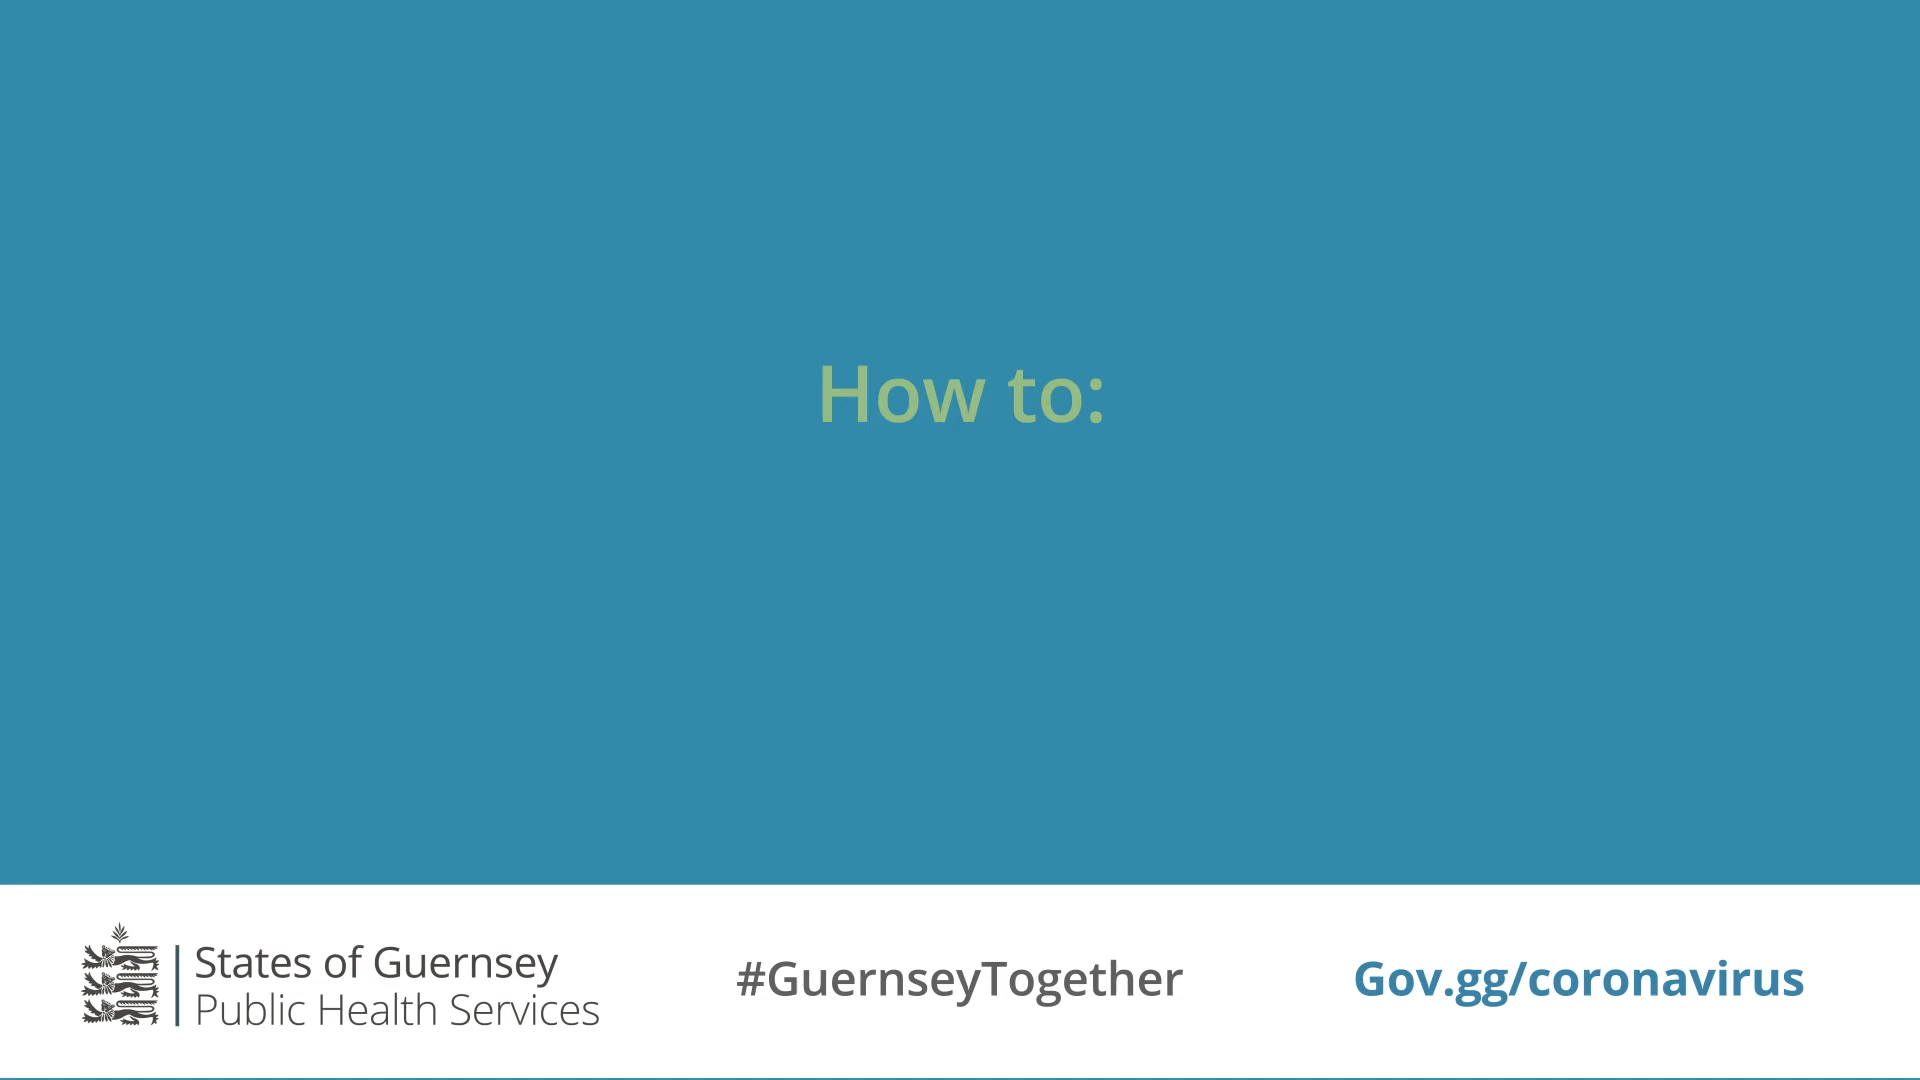 How to:
States of Guernsey
Public Health Services
#GuernseyTogether
Gov.gg/coronavirus